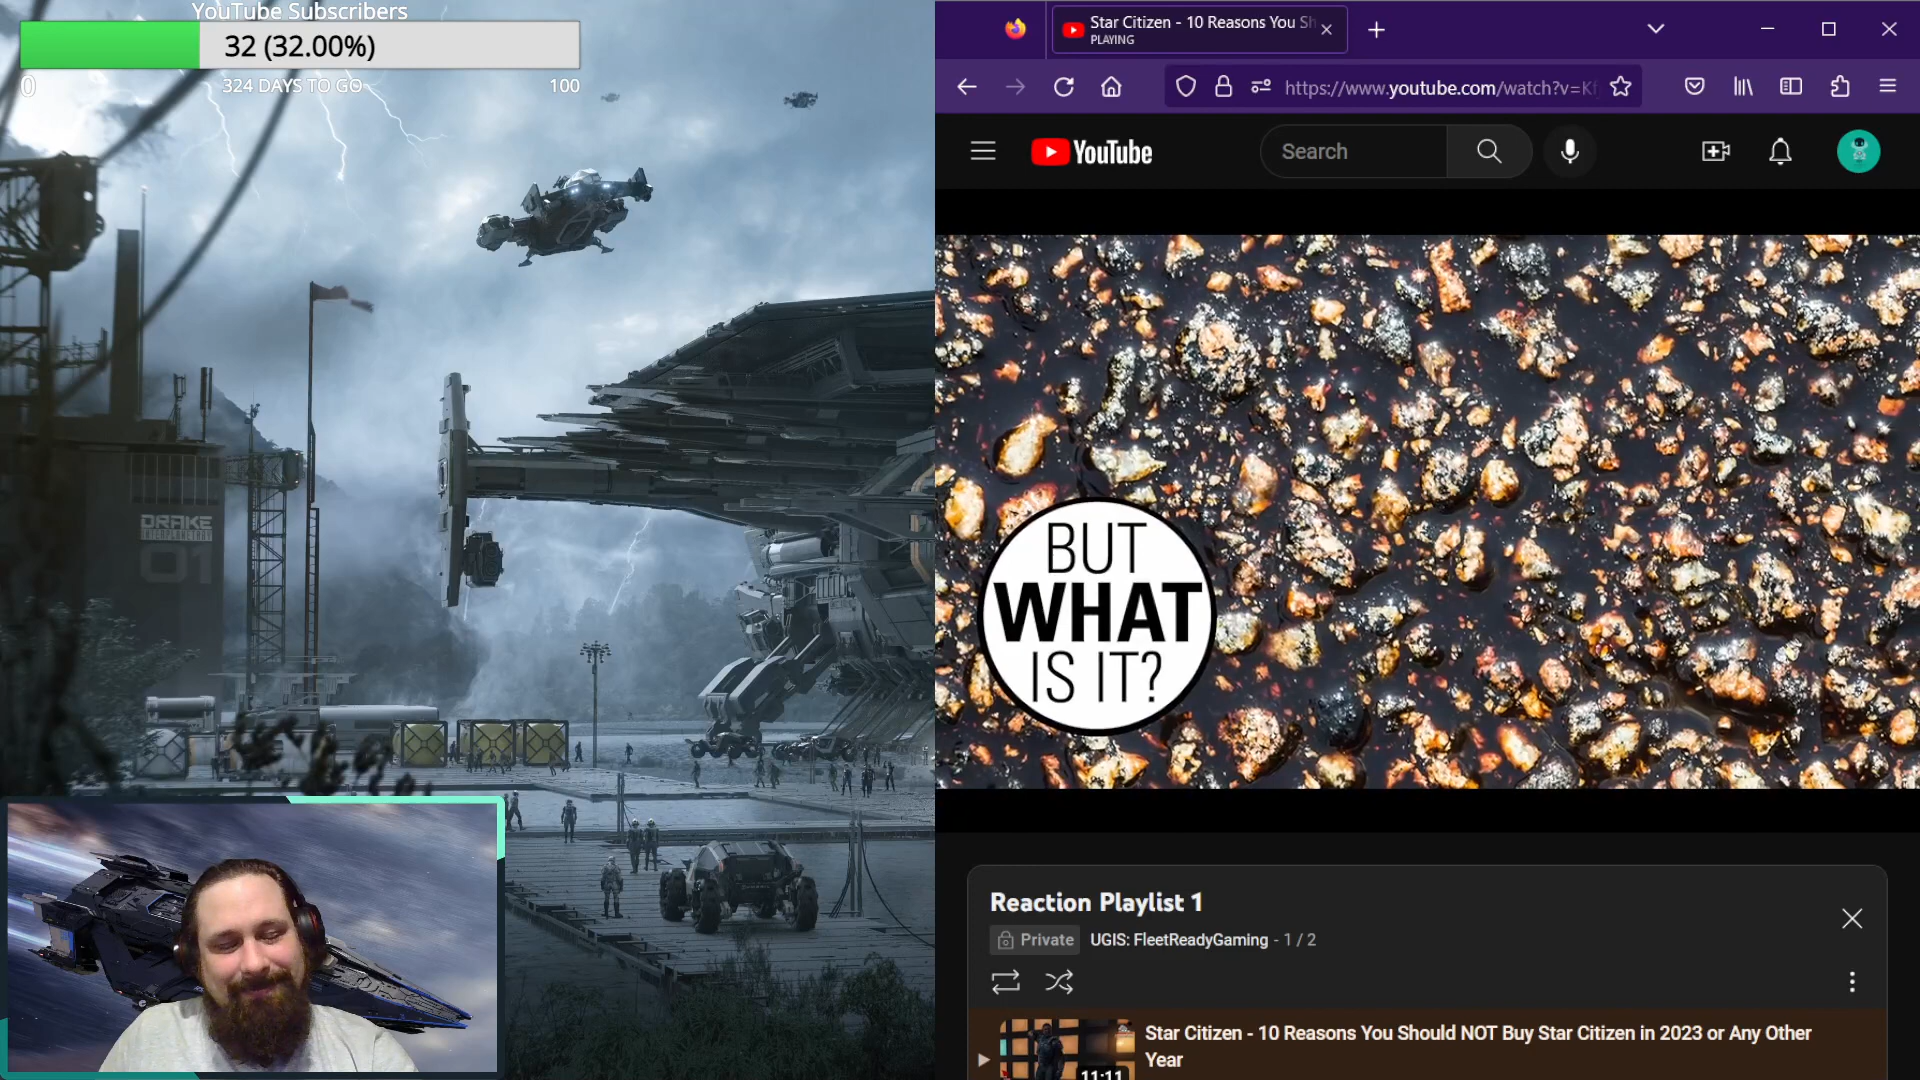 YouTube Subscribers
32 (32.00%)
0
324 DAYS TO GO
100
DRAKE
INTERPLANETARY
01
Star Citizen - 10 Reasons You Sh
PLAYING
https://www.youtube.com/watch?v=K
YouTube
Search
BUT
WHAT
IS IT?
Reaction Playlist 1
Private
UGIS: FleetReadyGaming - 1 / 2
Star Citizen - 10 Reasons You Should NOT Buy Star Citizen in 2023 or Any Other
Year
11:11